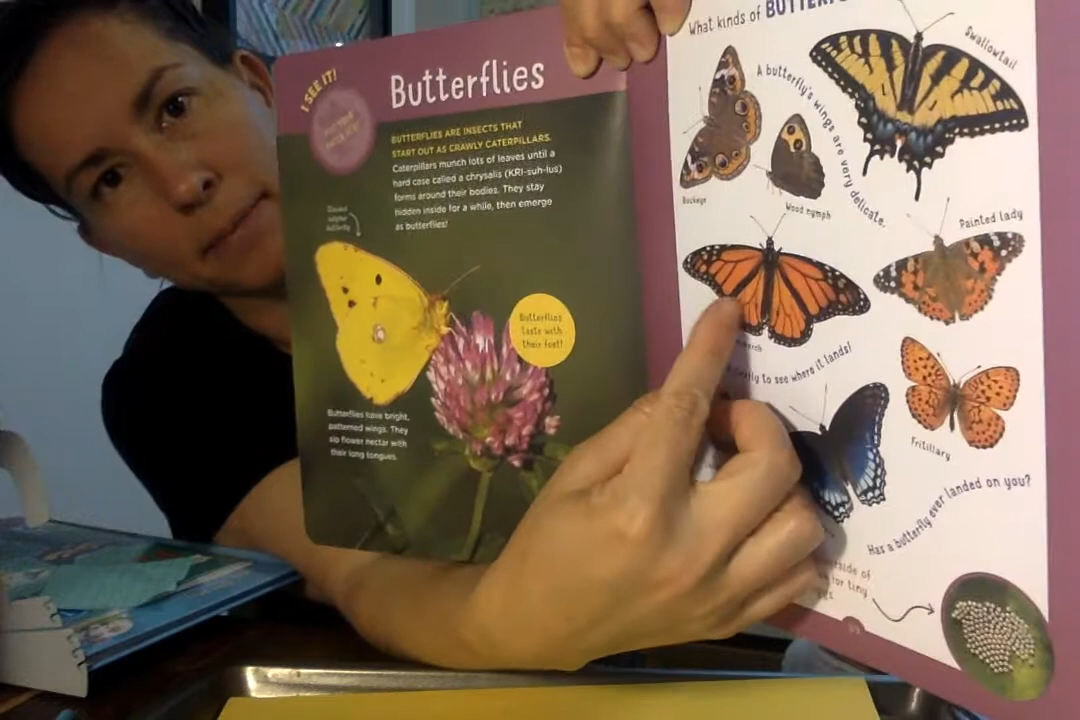 I SEE IT!
Butterflies
BUTTERFLIES ARE INSECTS THAT
START OUT AS CRAWLY CATERPILLARS.
Caterpillars munch lots of leaves until a
hard case called a chrysalis (KRI-suh-lus)
forms around their bodies. They stay
hidden inside for a while, then emerge
as butterflies!
Butterflies
taste with
their feet!
Butterflies have bright,
patterned wings. They
sip flower nectar with
their long tongues.
What kinds of
Swallowtail
A butterfly's wings are very delicate.
Buckeye
Wood nymph
Painted lady
to see where it lands!
Fritillary
Has a butterfly ever landed on you?
of
for tiny